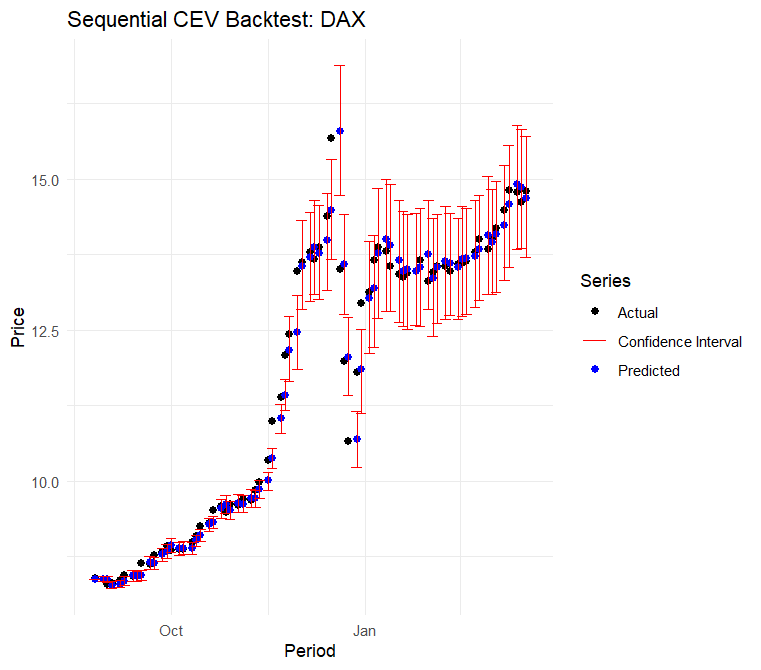 Sequential CEV Backtest: DAX
Price
15.0
12.5
10.0
Oct
Jan
Period
Series
Actual
Confidence Interval
Predicted